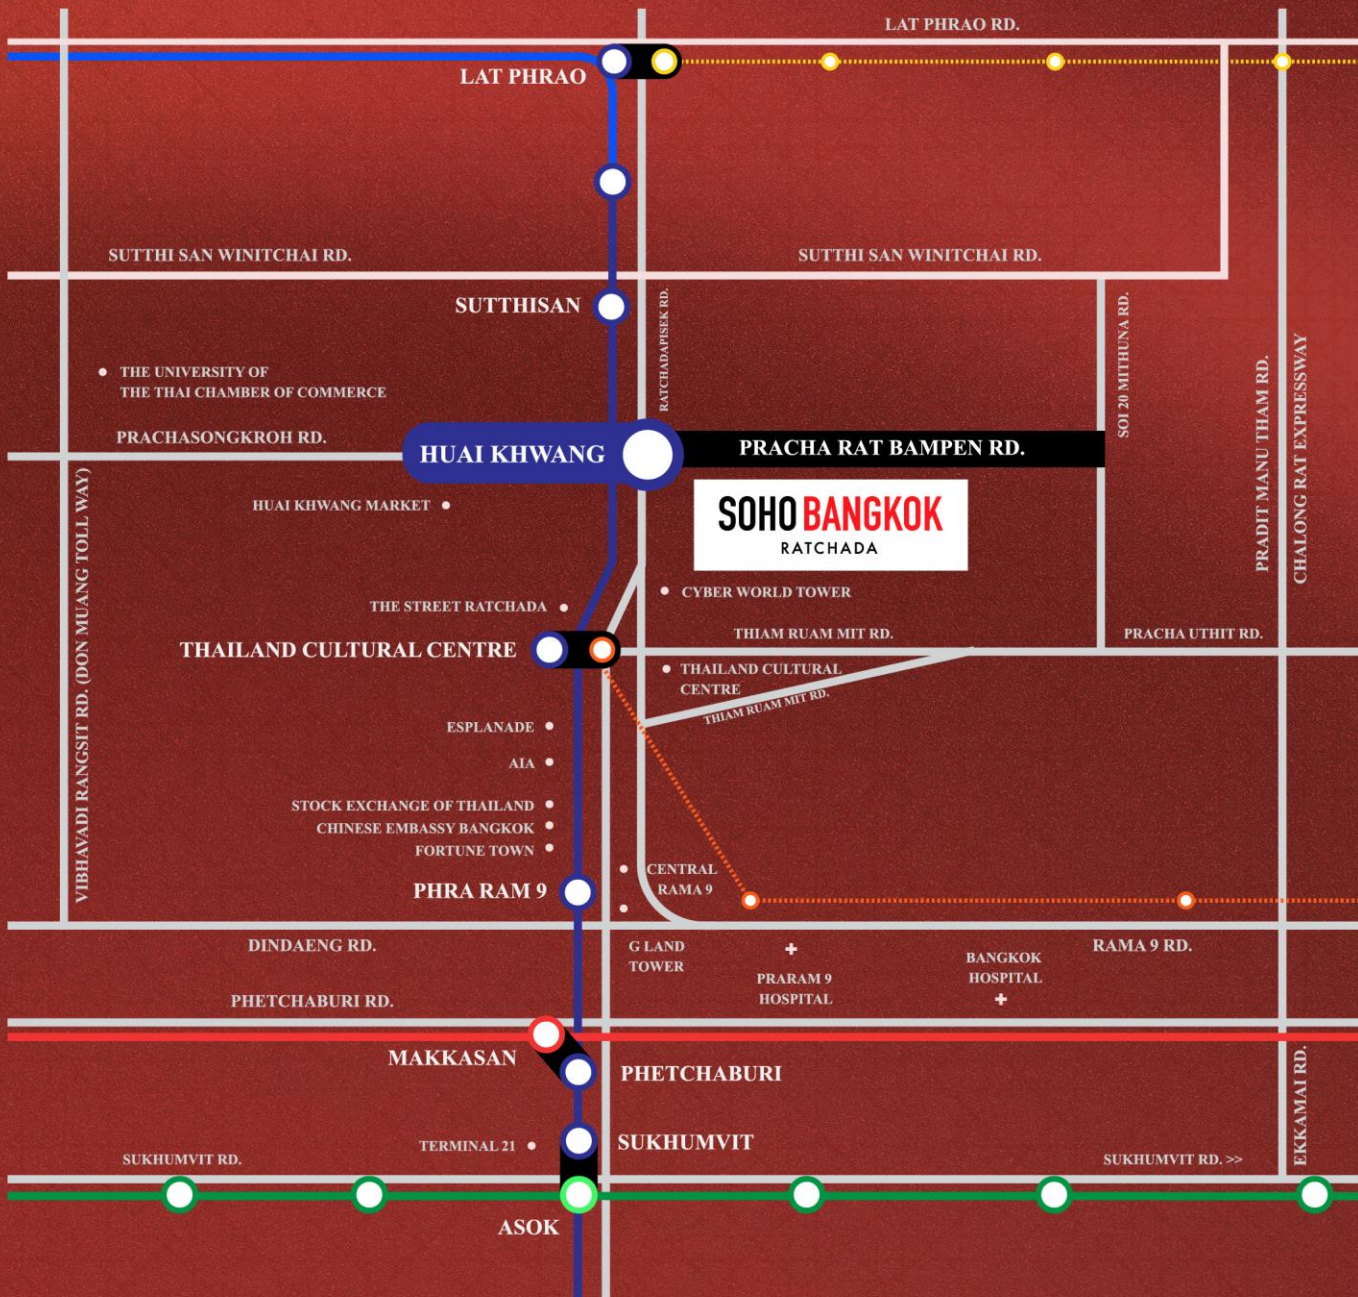 LAT PHRAO RD.
LAT PHRAO
SUTTHI SAN WINITCHAI RD.
SUTTHI SAN WINITCHAI RD.
SUTTHISAN
RATCHADAPISEK RD.
SOI 20 MITHUNA RD.
PRADIT MANU THAM RD.
CHALONG RAT EXPRESSWAY
THE UNIVERSITY OF
THE THAI CHAMBER OF COMMERCE
PRACHASONGKROH RD.
HUAI KHWANG
PRACHA RAT BAMPEN RD.
HUAI KHWANG MARKET
SOHO BANGKOK
RATCHADA
VIBHAVADI RANGSIT RD. (DON MUANG TOLL WAY)
THE STREET RATCHADA
CYBER WORLD TOWER
THAILAND CULTURAL CENTRE
THIAM RUAM MIT RD.
PRACHA UTHIT RD.
THAILAND CULTURAL
CENTRE
THIAM RUAM MIT RD.
ESPLANADE
AIA
STOCK EXCHANGE OF THAILAND
CHINESE EMBASSY BANGKOK
FORTUNE TOWN
PHRA RAM 9
CENTRAL
RAMA 9
DINDAENG RD.
G LAND
TOWER
PRARAM 9
HOSPITAL
BANGKOK
HOSPITAL
RAMA 9 RD.
PHETCHABURI RD.
MAKKASAN
PHETCHABURI
EKKAMAI RD.
TERMINAL 21
SUKHUMVIT
SUKHUMVIT RD.
SUKHUMVIT RD. >>
ASOK